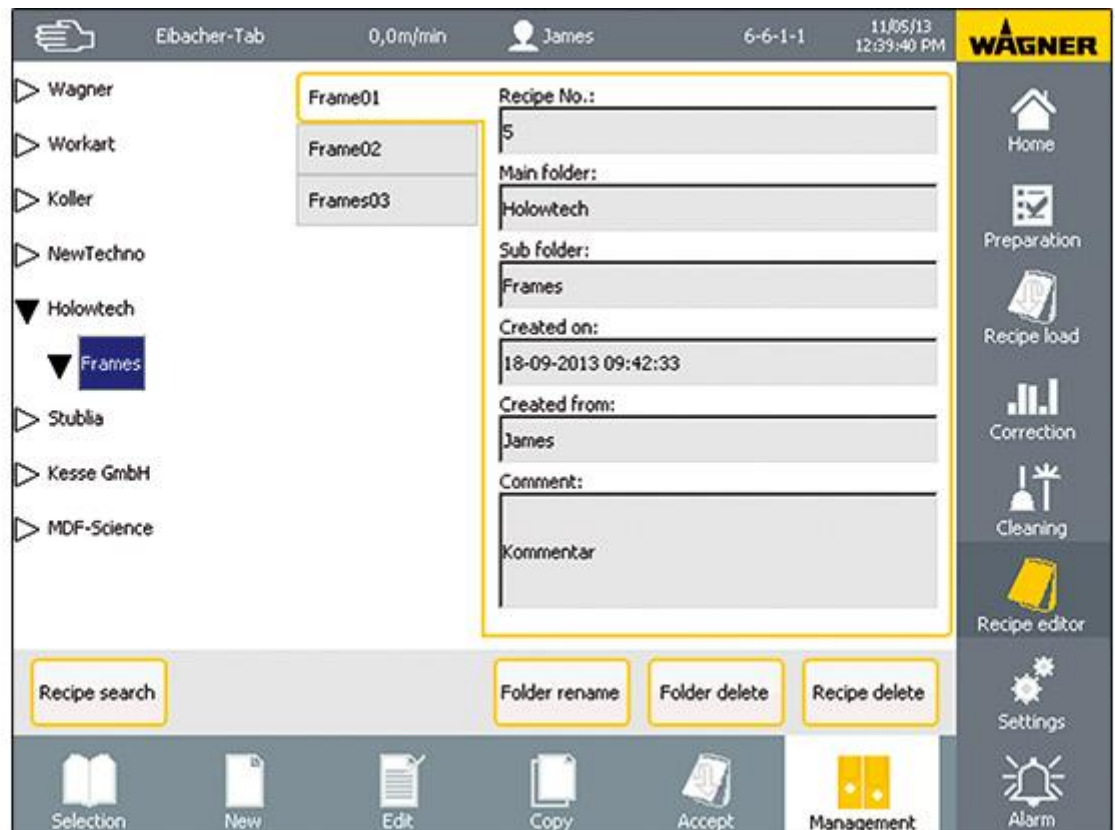 Eibacher-Tab 0,0m/min James 6-6-1-1 11/05/13 12:39:40 PM
WAGNER
Wagner
Workart
Koller
NewTechno
Holowtech
Frames
Stublia
Kesse GmbH
MDF-Science
Frame01
Frame02
Frames03
Recipe No.:
5
Main folder:
Holowtech
Sub folder:
Frames
Created on:
18-09-2013 09:42:33
Created from:
James
Comment:
Kommentar
Home
Preparation
Recipe load
Correction
Cleaning
Recipe editor
Settings
Alarm
Recipe search Folder rename Folder delete Recipe delete
Selection New Edit Copy Accept Management